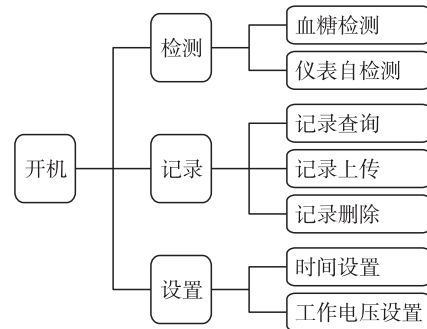 开机
检测
血糖检测
仪表自检测
记录
记录查询
记录上传
记录删除
设置
时间设置
工作电压设置